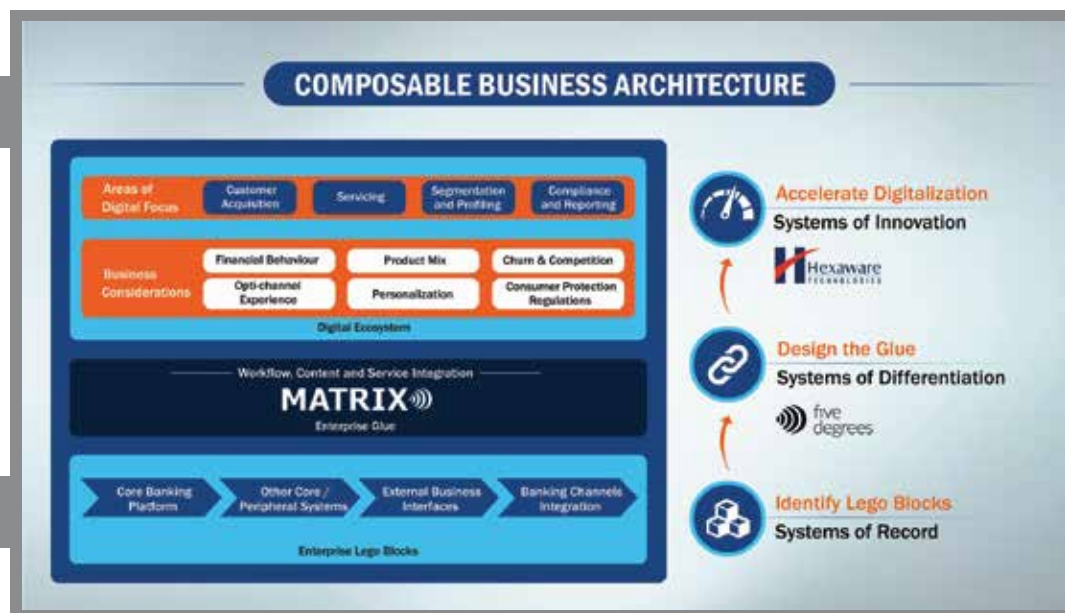 COMPOSABLE BUSINESS ARCHITECTURE
Areas of
Digital Focus
Customer
Acquisition
Servicing
Segmentation
and Profiling
Compliance
and Reporting
Business
Considerations
Financial Behaviour
Product Mix
Churn & Competition
Opti-channel
Experience
Personalization
Consumer Protection
Regulations
Digital Ecosystem
Workflow, Content and Service Integration
MATRIX
Enterprise Glue
Core Banking
Platform
Other Core /
Peripheral Systems
External Business
Interfaces
Banking Channels
Integration
Enterprise Lego Blocks
Accelerate Digitalization
Systems of Innovation
Hexaware
TECHNOLOGIES
Design the Glue
Systems of Differentiation
five
degrees
Identify Lego Blocks
Systems of Record